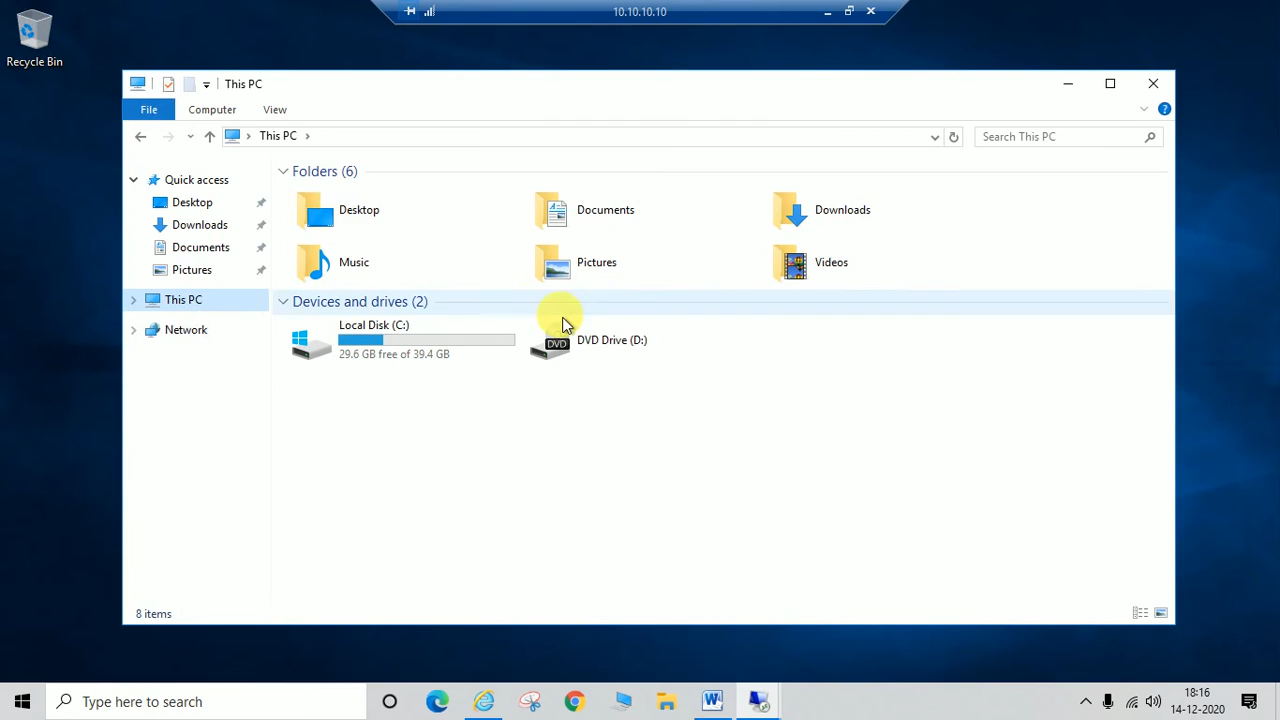 10.10.10.10
Recycle Bin
This PC
File Computer View
This PC
Search This PC
Quick access
Desktop
Downloads
Documents
Pictures
This PC
Network
Folders (6)
Desktop
Documents
Downloads
Music
Pictures
Videos
Devices and drives (2)
Local Disk (C:)
29.6 GB free of 39.4 GB
DVD
DVD Drive (D:)
8 items
Type here to search
W
18:16
14-12-2020